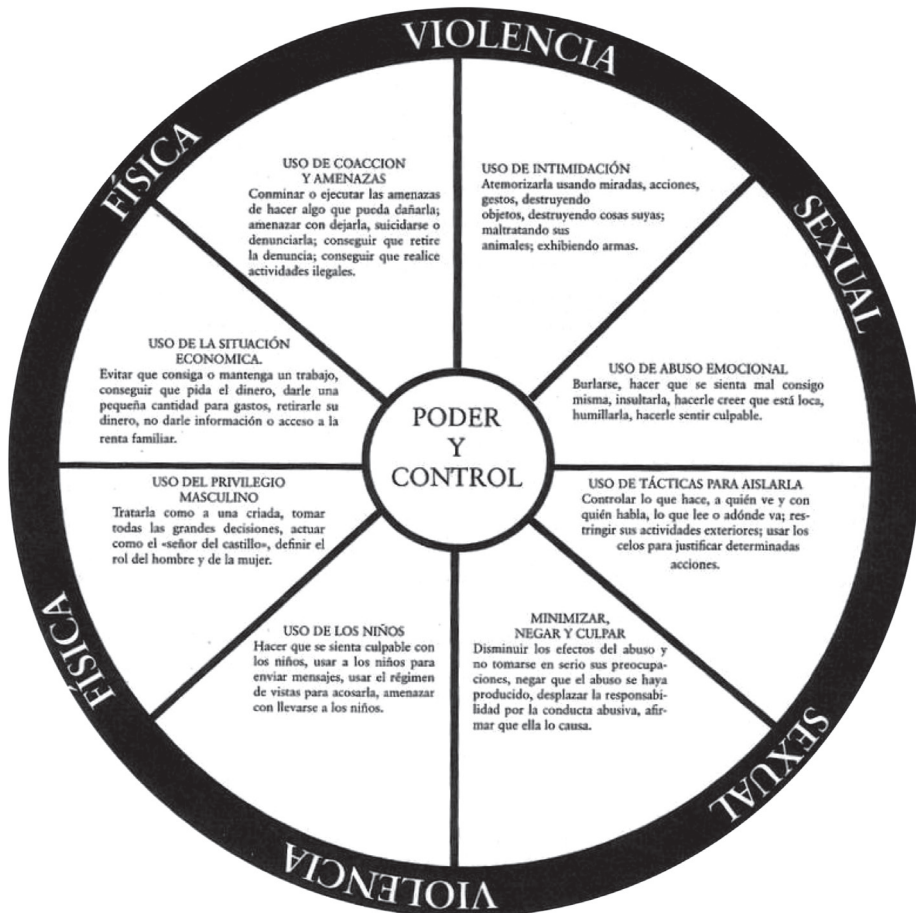 VIOLENCIA
FÍSICA
SEXUAL
USO DE COACCION
Y AMENAZAS
Conminar o ejecutar las amenazas
de hacer algo que pueda dañarla;
amenazar con dejarla, suicidarse o
denunciarla; conseguir que retire
la denuncia; conseguir que realice
actividades ilegales.
USO DE INTIMIDACIÓN
Atemorizarla usando miradas, acciones,
gestos, destruyendo
objetos, destruyendo cosas suyas;
maltratando sus
animales; exhibiendo armas.
USO DE LA SITUACIÓN
ECONOMICA.
Evitar que consiga o mantenga un trabajo,
conseguir que pida el dinero, darle una
pequeña cantidad para gastos, retirarle su
dinero, no darle información o acceso a la
renta familiar.
USO DE ABUSO EMOCIONAL
Burlarse, hacer que se sienta mal consigo
misma, insultarla, hacerle creer que está loca,
humillarla, hacerle sentir culpable.
PODER
Y
CONTROL
USO DEL PRIVILEGIO
MASCULINO
Tratarla como a una criada, tomar
todas las grandes decisiones, actuar
como el «señor del castillo», definir el
rol del hombre y de la mujer.
USO DE TÁCTICAS PARA AISLARLA
Controlar lo que hace, a quién ve y con
quién habla, lo que lee o adónde va; res-
tringir sus actividades exteriores; usar los
celos para justificar determinadas
acciones.
USO DE LOS NIÑOS
Hacer que se sienta culpable con
los niños, usar a los niños para
enviar mensajes, usar el régimen
de vistas para acosarla, amenazar
con llevarse a los niños.
MINIMIZAR,
NEGAR Y CULPAR
Disminuir los efectos del abuso y
no tomarse en serio sus preocupa-
ciones, negar que el abuso se haya
producido, desplazar la responsabi-
lidad por la conducta abusiva, afir-
mar que ella lo causa.
FÍSICA
SEXUAL
VIOLENCIA